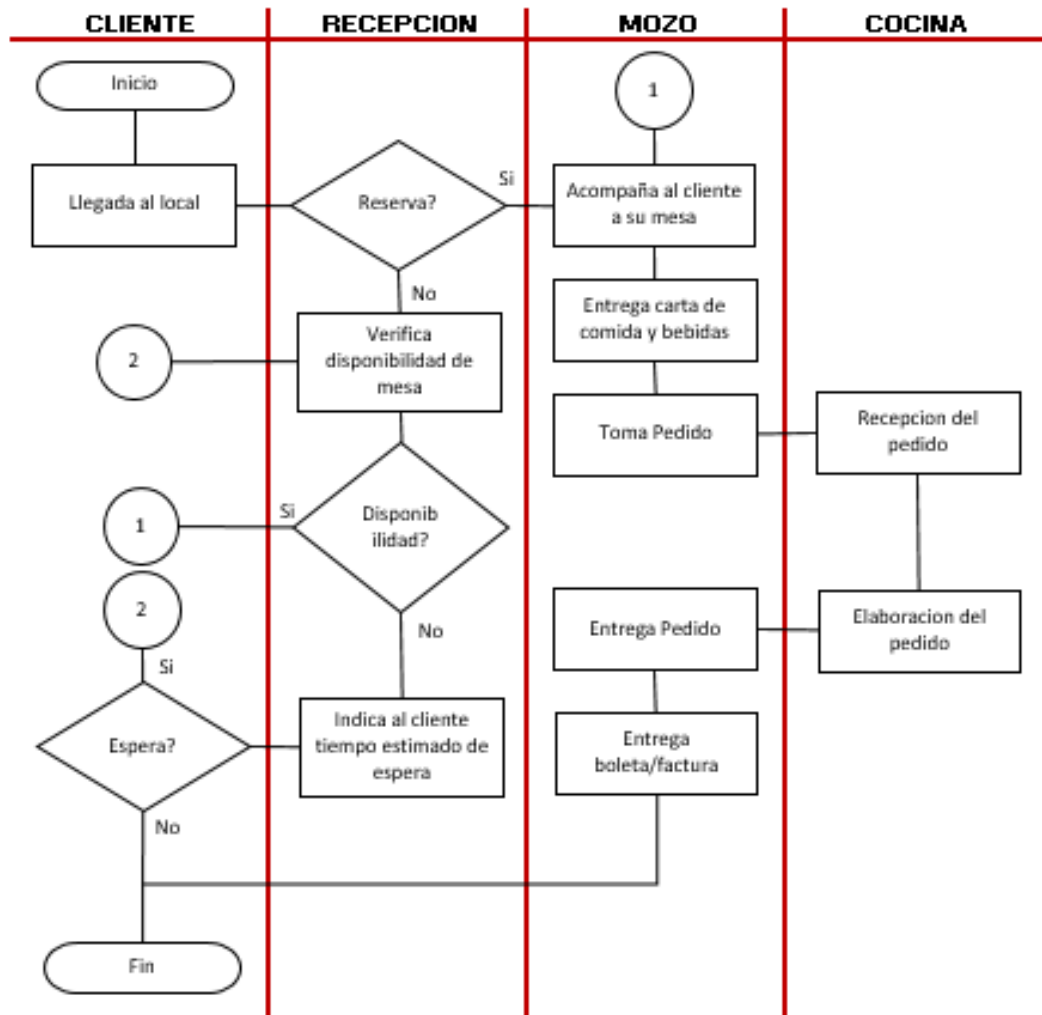 CLIENTE
RECEPCION
MOZO
COCINA
Inicio
1
Llegada al local
Reserva?
Si
Acompaña al cliente
a su mesa
No
Entrega carta de
comida y bebidas
2
Verifica
disponibilidad de
mesa
Toma Pedido
Recepcion del
pedido
1
Si
Disponib
ilidad?
2
No
Entrega Pedido
Elaboracion del
pedido
Si
Espera?
Indica al cliente
tiempo estimado de
espera
Entrega
boleta/factura
No
Fin